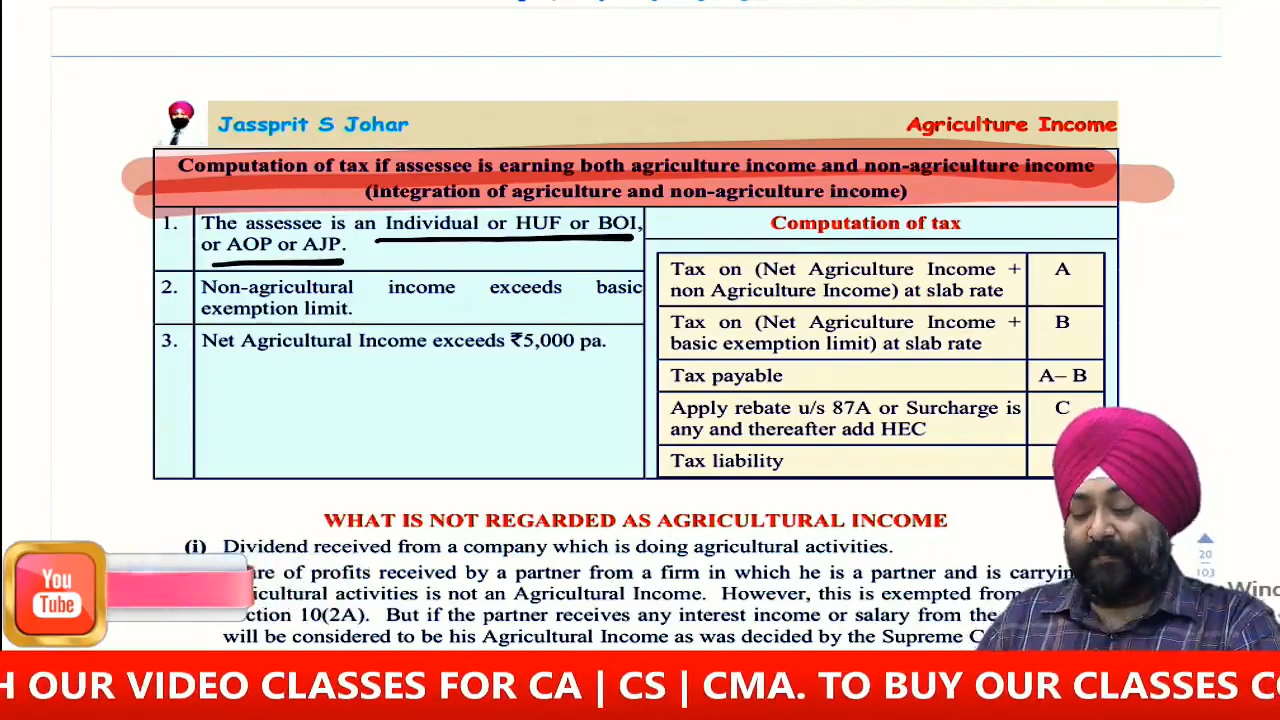 Jassprit S Johar
Agriculture Income
Computation of tax if assessee is earning both agriculture income and non-agriculture income
(integration of agriculture and non-agriculture income)
1. The assessee is an Individual or HUF or BOI,
or AOP or AJP.
2. Non-agricultural income exceeds basic
exemption limit.
3. Net Agricultural Income exceeds ₹5,000 pa.
Computation of tax
Tax on (Net Agriculture Income + A
non Agriculture Income) at slab rate
Tax on (Net Agriculture Income + B
basic exemption limit) at slab rate
Tax payable A– B
Apply rebate u/s 87A or Surcharge is C
any and thereafter add HEC
Tax liability
WHAT IS NOT REGARDED AS AGRICULTURAL INCOME
(i) Dividend received from a company which is doing agricultural activities.
of profits received by a partner from a firm in which he is a partner and is
activities is not an Agricultural Income. However, this is exempted from
10(2A). But if the partner receives any interest income or salary from the
will be considered to be his Agricultural Income as was decided by the Supreme
You
Tube
20
103
H OUR VIDEO CLASSES FOR CA | CS | CMA. TO BUY OUR CLASSES